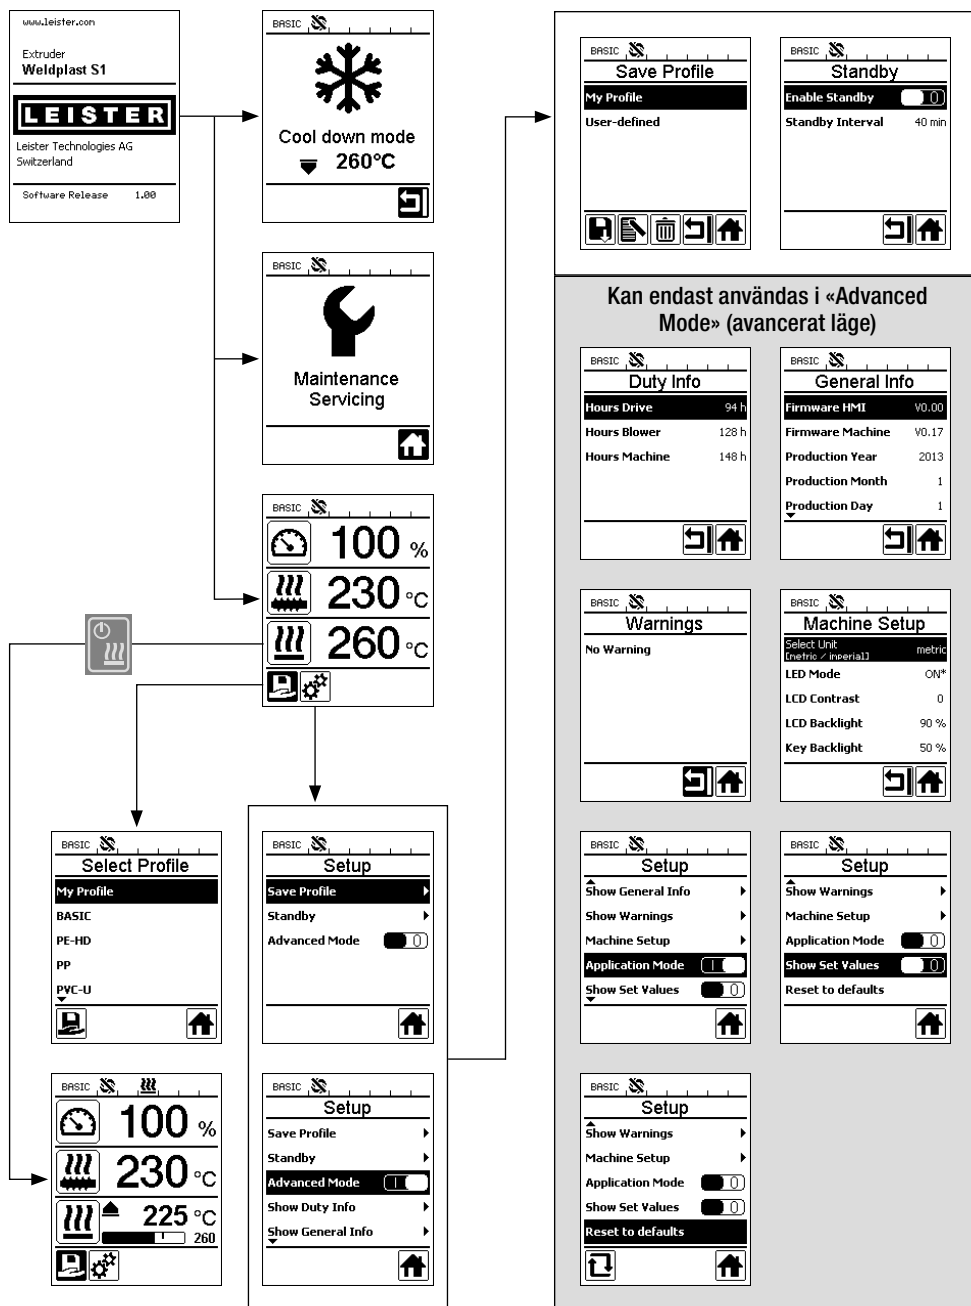 www.leister.com
Extruder
Weldplast S1
LEISTER
Leister Technologies AG
Switzerland
Software Release 1.00
BASIC
Cool down mode
260°C
BASIC
Maintenance
Servicing
BASIC
100 %
230 °C
260 °C
BASIC
Select Profile
My Profile
BASIC
PE-HD
PP
PVC-U
BASIC
100 %
230 °C
225 °C
260
BASIC
Setup
Save Profile
Standby
Advanced Mode 0
BASIC
Setup
Save Profile
Standby
Advanced Mode I
Show Duty Info
Show General Info
BASIC
Save Profile
My Profile
User-defined
BASIC
Standby
Enable Standby 0
Standby Interval 40 min
Kan endast användas i «Advanced
Mode» (avancerat läge)
BASIC
Duty Info
Hours Drive 94 h
Hours Blower 128 h
Hours Machine 148 h
BASIC
General Info
Firmware HMI V0.00
Firmware Machine V0.17
Production Year 2013
Production Month 1
Production Day 1
BASIC
Warnings
No Warning
BASIC
Machine Setup
Select Unit
[metric / inperial] metric
LED Mode ON*
LCD Contrast 0
LCD Backlight 90 %
Key Backlight 50 %
BASIC
Setup
Show General Info
Show Warnings
Machine Setup
Application Mode I
Show Set Values 0
BASIC
Setup
Show Warnings
Machine Setup
Application Mode 0
Show Set Values 0
Reset to defaults
BASIC
Setup
Show Warnings
Machine Setup
Application Mode 0
Show Set Values 0
Reset to defaults